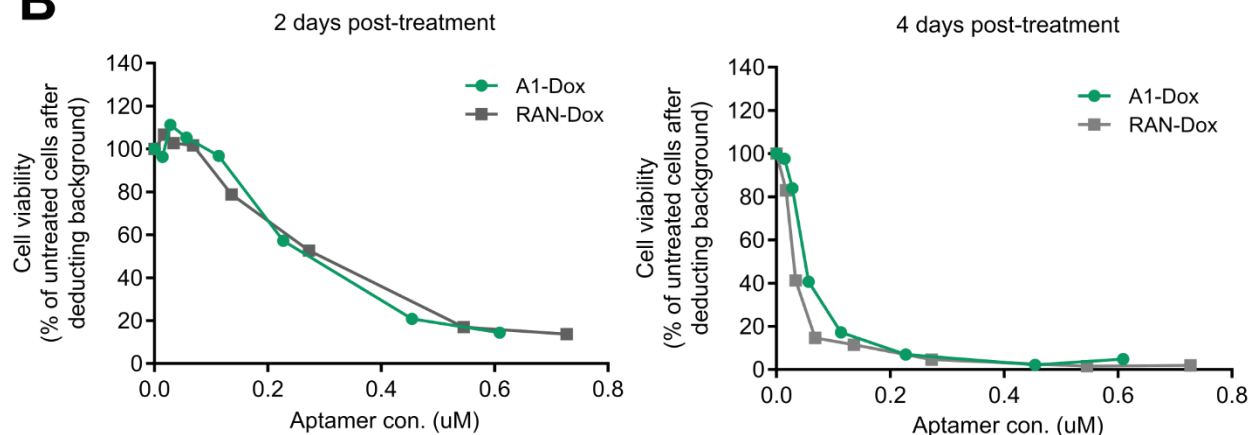 B
2 days post-treatment
140
120
100
80
60
40
20
0
0.0
0.2
0.4
0.6
0.8
Cell viability
(% of untreated cells after
deducting background)
Aptamer con. (uM)
A1-Dox
RAN-Dox
4 days post-treatment
140
120
100
80
60
40
20
0
0.0
0.2
0.4
0.6
0.8
Cell viability
(% of untreated cells after
deducting background)
Aptamer con. (uM)
A1-Dox
RAN-Dox